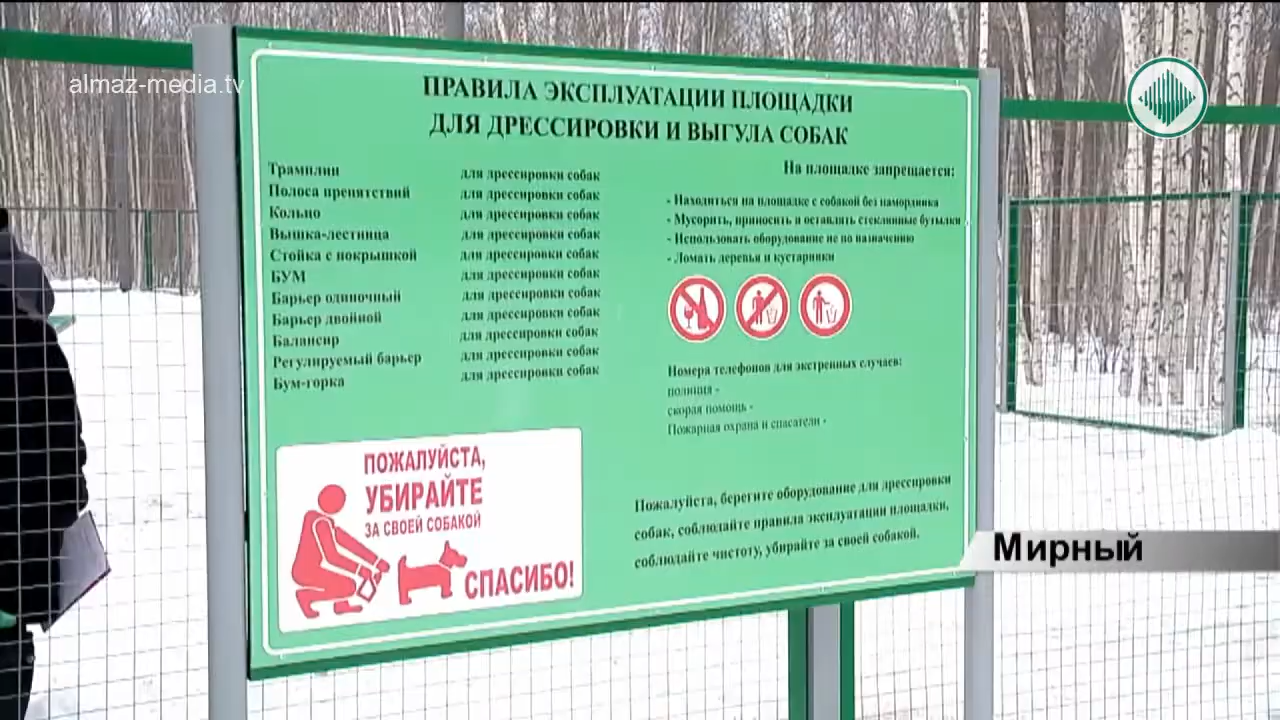 almaz-media.tv
ПРАВИЛА ЭКСПЛУАТАЦИИ ПЛОЩАДКИ
ДЛЯ ДРЕССИРОВКИ И ВЫГУЛА СОБАК
Трамплин для дрессировки собак
Полоса препятствий для дрессировки собак
Кольцо для дрессировки собак
Вышка-лестница для дрессировки собак
Стойка с покрышкой для дрессировки собак
БУМ для дрессировки собак
Барьер одиночный для дрессировки собак
Барьер двойной для дрессировки собак
Балансир для дрессировки собак
Регулируемый барьер для дрессировки собак
Бум-горка для дрессировки собак
На площадке запрещается:
- Находиться на площадке с собакой без намордника
- Мусорить, приносить и оставлять стеклянные бутылки
- Использовать оборудование не по назначению
- Ломать деревья и кустарники
Номера телефонов для экстренных случаев:
полиция -
скорая помощь -
Пожарная охрана и спасатели -
ПОЖАЛУЙСТА,
УБИРАЙТЕ
ЗА СВОЕЙ СОБАКОЙ
СПАСИБО!
Пожалуйста, берегите оборудование для дрессировки
собак, соблюдайте правила эксплуатации площадки,
соблюдайте чистоту, убирайте за своей собакой.
Мирный